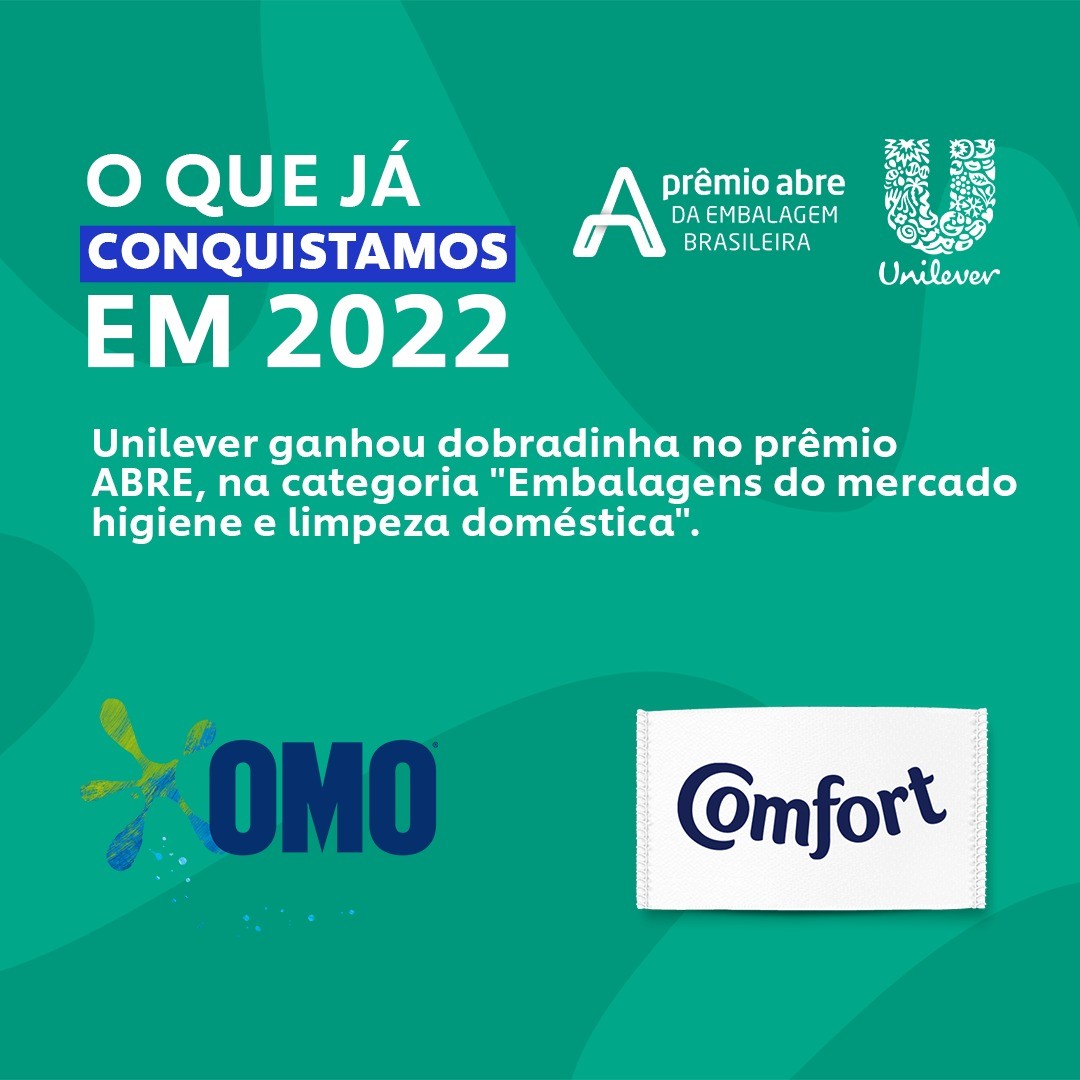 O QUE JÁ
CONQUISTAMOS
EM 2022
prêmio abre
DA EMBALAGEM
BRASILEIRA
Unilever
Unilever ganhou dobradinha no prêmio
ABRE, na categoria "Embalagens do mercado
higiene e limpeza doméstica".
OMO
Comfort